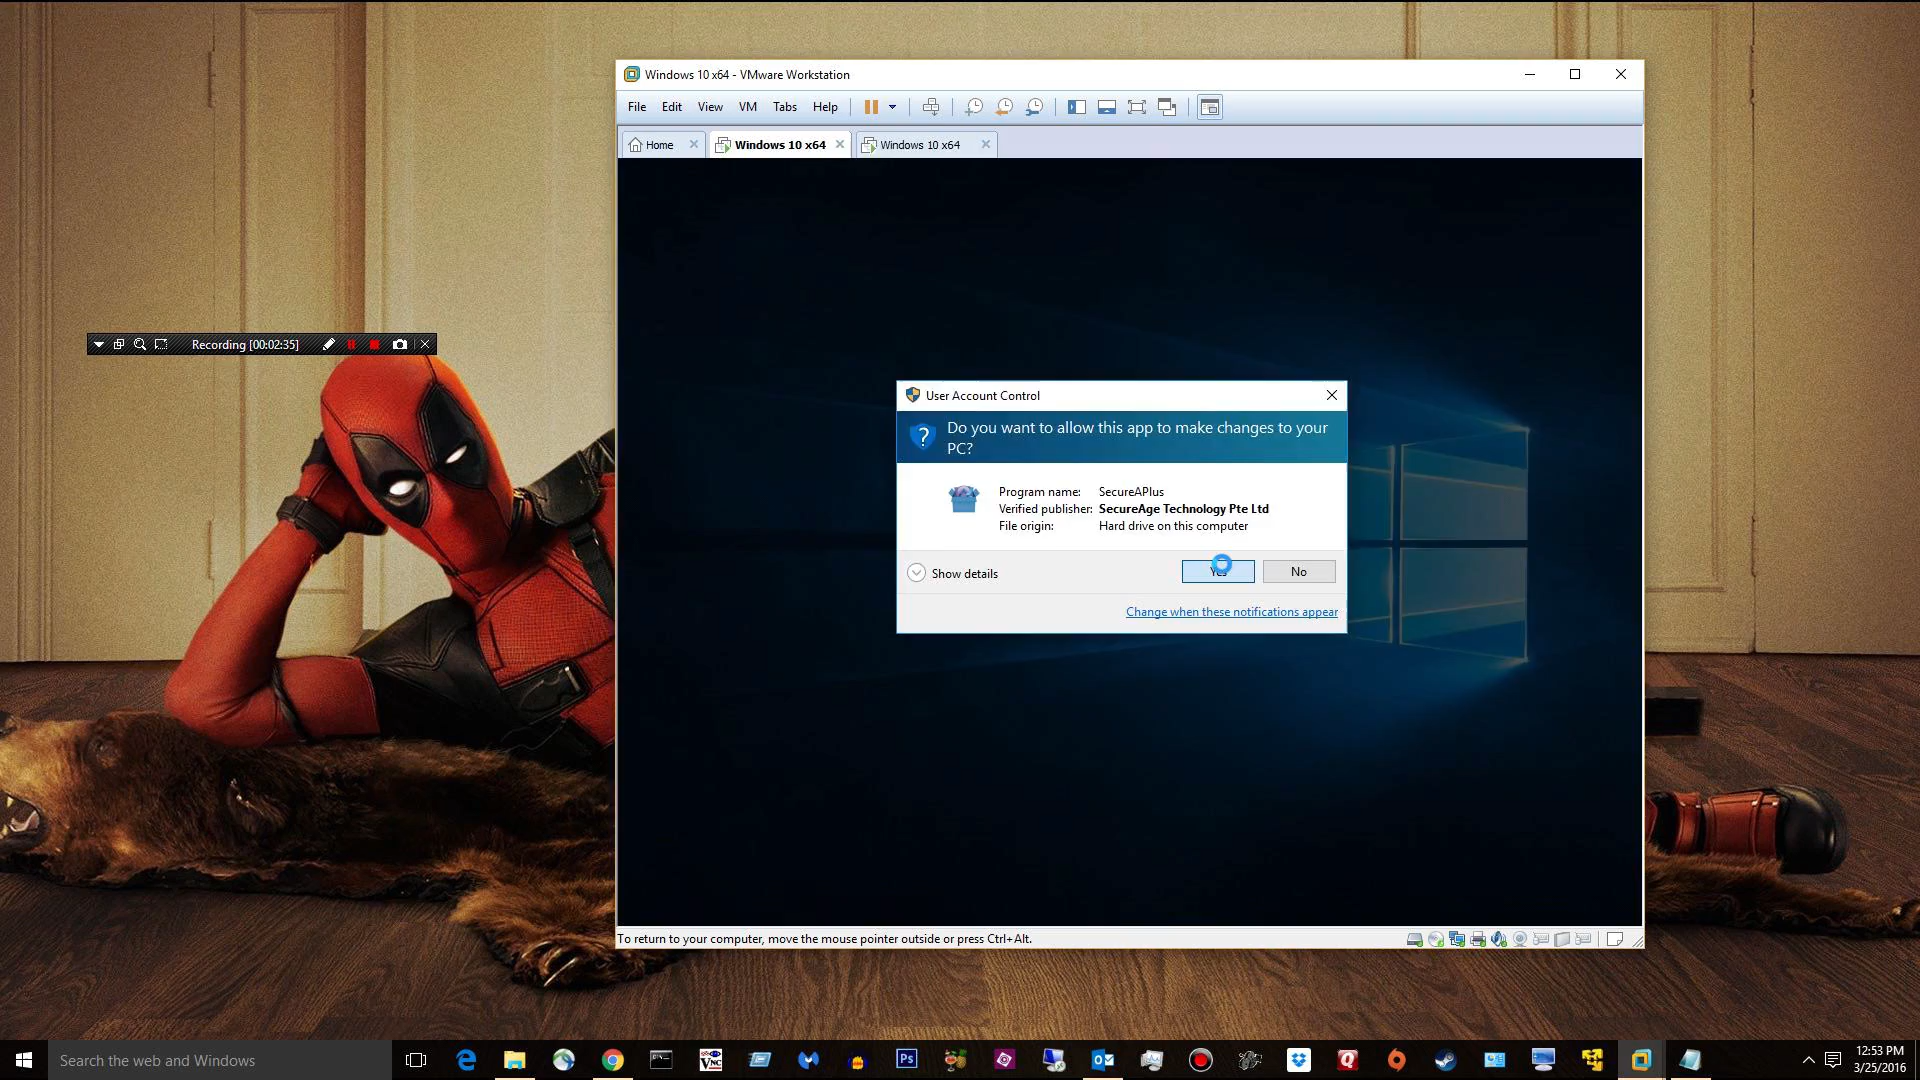 Windows 10 x64 - VMware Workstation
File Edit View VM Tabs Help
Home Windows 10 x64 Windows 10 x64
Recording [00:02:35]
User Account Control
Do you want to allow this app to make changes to your
PC?
Program name: SecureAPlus
Verified publisher: SecureAge Technology Pte Ltd
File origin: Hard drive on this computer
Show details
Yes No
Change when these notifications appear
To return to your computer, move the mouse pointer outside or press Ctrl+Alt.
Search the web and Windows
VNC
Ps
12:53 PM
3/25/2016